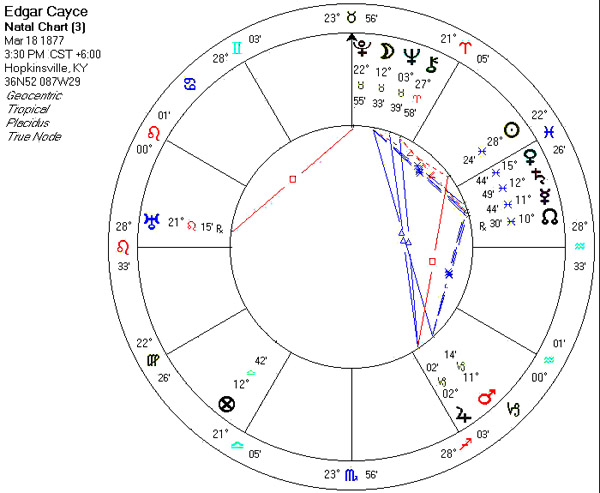 Edgar Cayce
Natal Chart (3)
Mar 18 1877
3:30 PM CST +6:00
Hopkinsville, KY
36N52 087W29
Geocentric
Tropical
Placidus
True Node
23° ♉ 56'
21° ♈ 05'
22° ♓ 26'
28° ♒ 33'
01' ♒ 00°
♑
28° ♐ 03'
23° ♏ 56'
21° ♎ 05'
22° ♍ 26'
28° ♌ 33'
01' ♌ 00°
♋
28° ♊ 03'
♇ 22° ♉ 55'
☽ 12° ♉ 33'
♆ 03° ♉ 39'
⚷ 27° ♈ 58'
☉ 28° ♓ 24'
♀ 15° ♓ 44'
♄ 12° ♓ 49'
☿ 11° ♓ 44'
☊ 10° ♓ 30' ℞
♅ 21° ♌ 15' ℞
⊗ 12° ♎ 42'
♃ 02° ♑ 02'
♂ 11° ♑ 14'